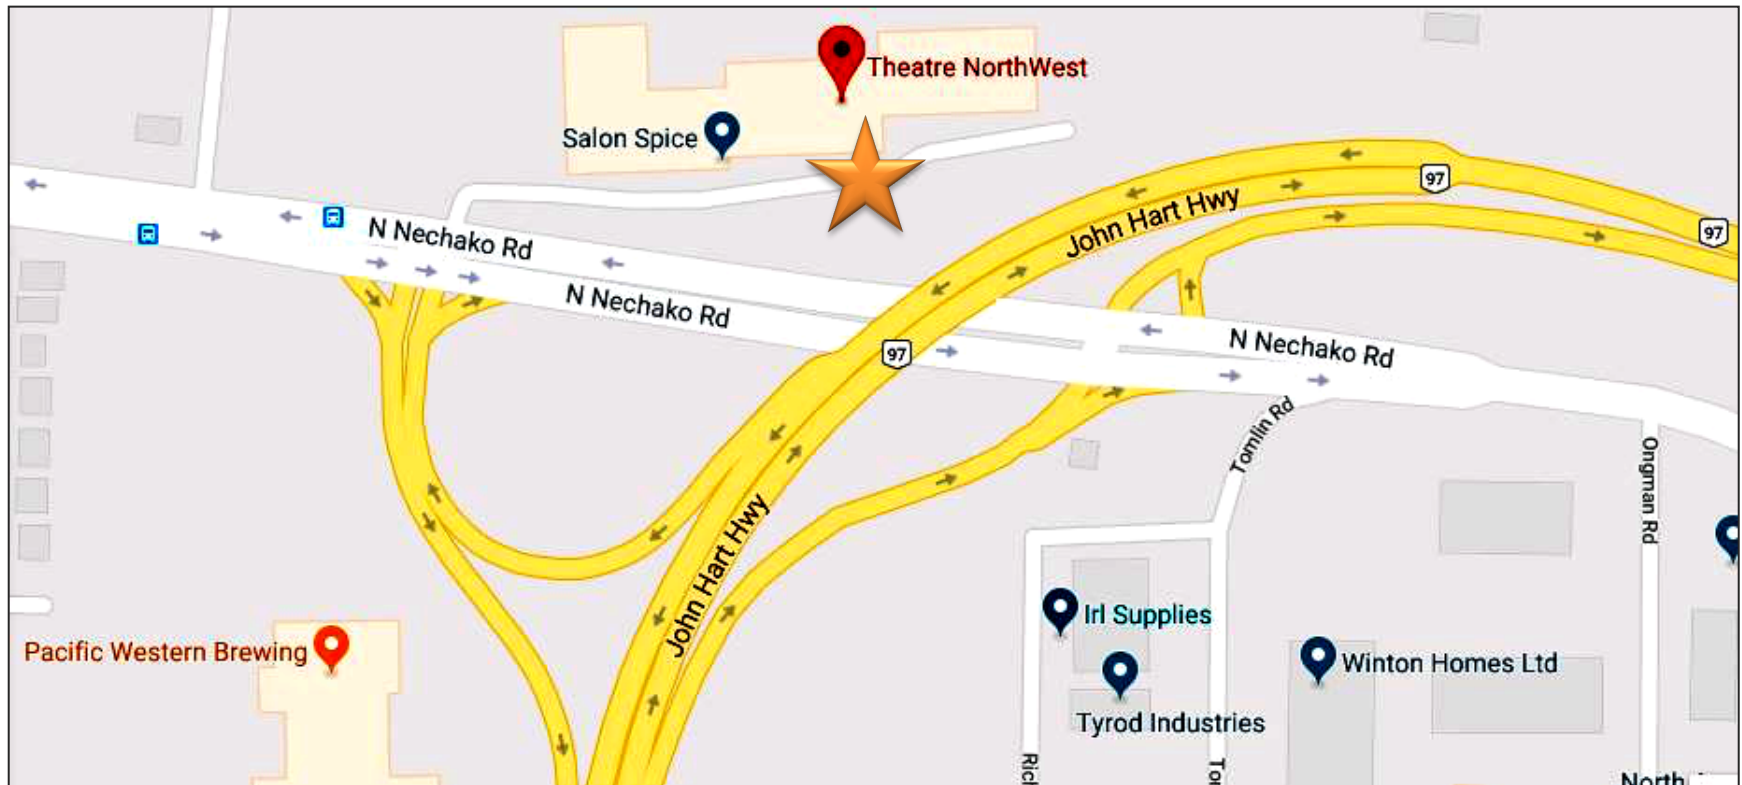 Theatre NorthWest
Salon Spice
97
John Hart Hwy
97
N Nechako Rd
N Nechako Rd
97
N Nechako Rd
Tomlin Rd
Ongman Rd
John Hart Hwy
Irl Supplies
Pacific Western Brewing
Winton Homes Ltd
Tyrod Industries